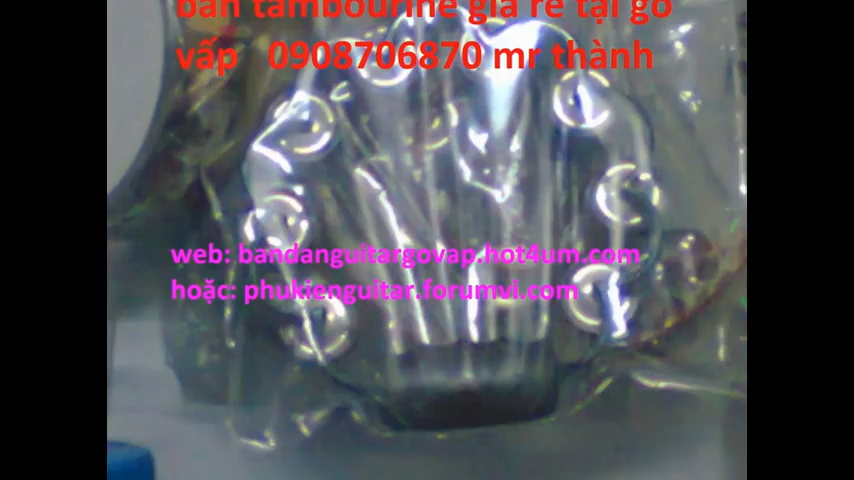 bán tambourine giá rẻ tại gò
vấp 0908706870 mr thành
web: bandanguitargovap.hot4um.com
hoặc: phukienguitar.forumvi.com